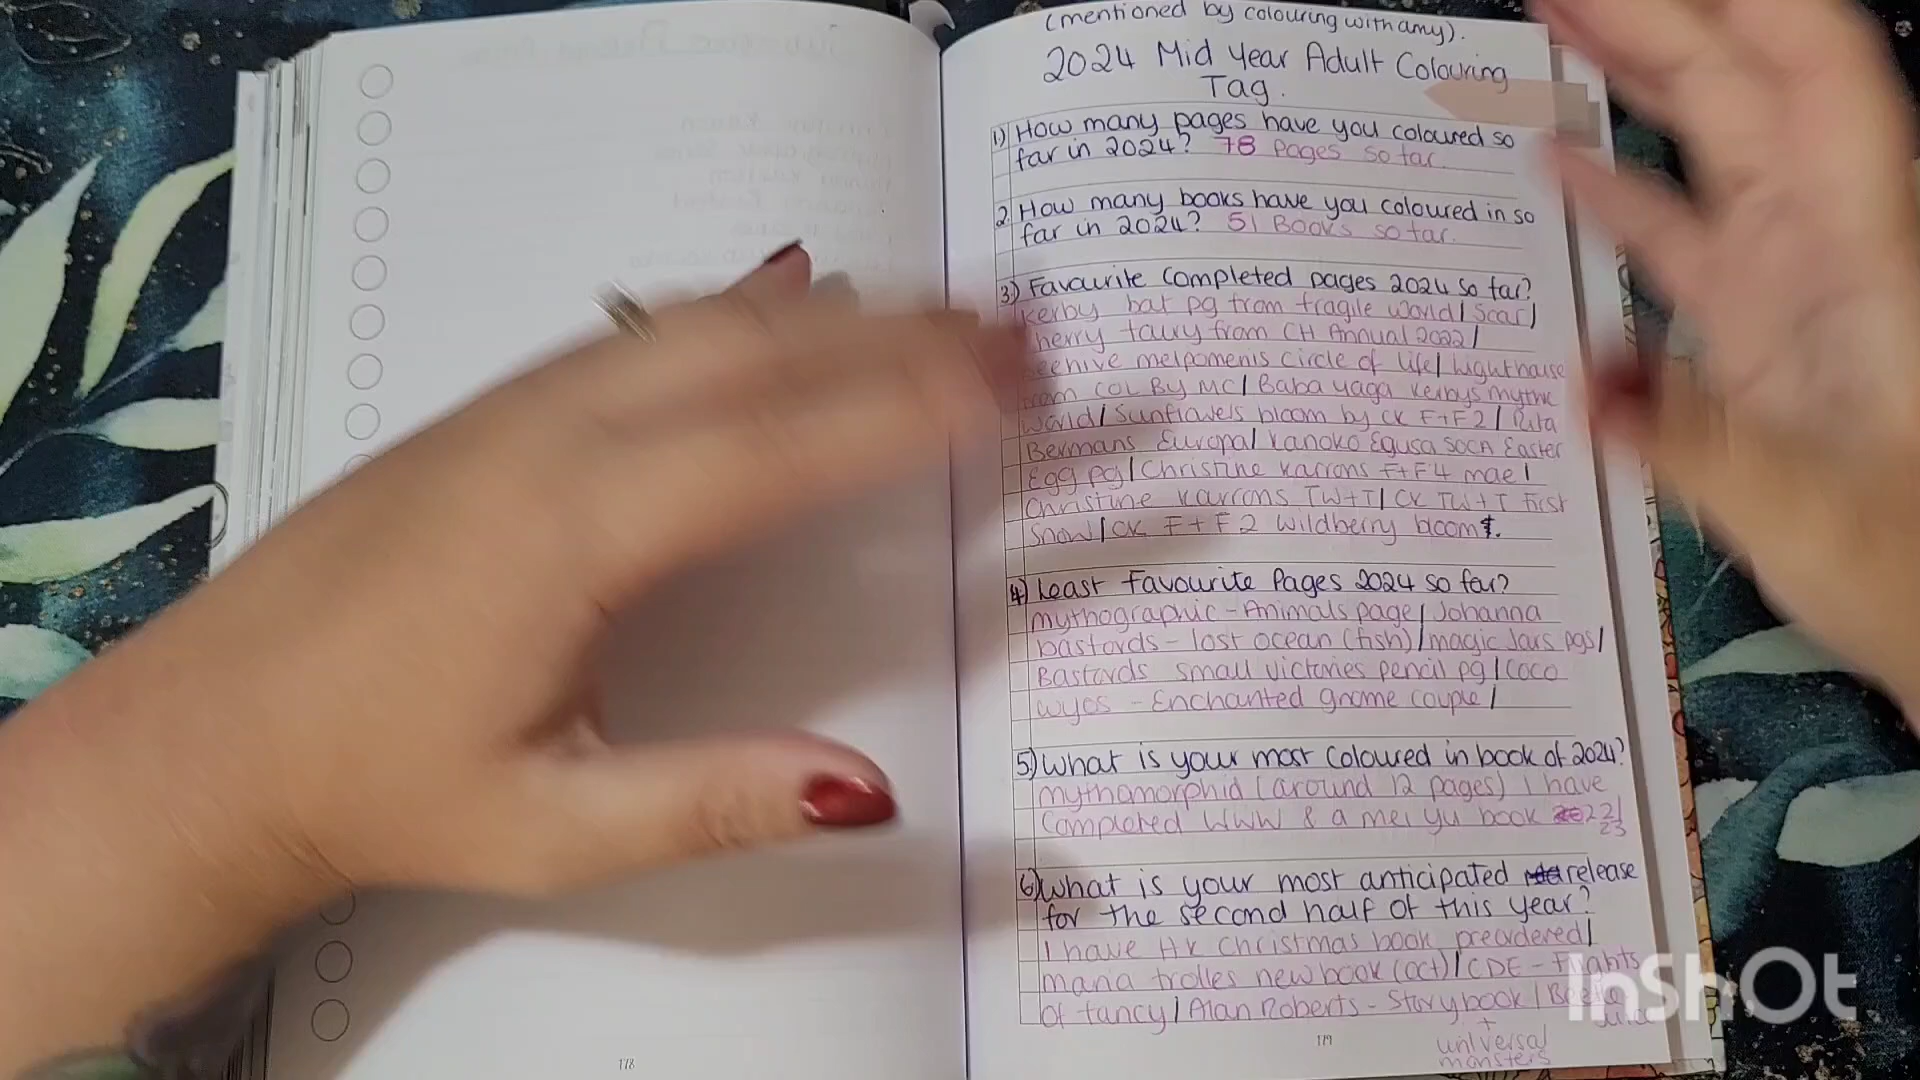 (mentioned by colouring with amy).
2024 Mid Year Adult Colouring
Tag.
1) How many pages have you coloured so
far in 2024? 78 Pages so far.
2. How many books have you coloured in so
far in 2024? 51 Books so far.
3) Favourite Completed pages 2024 so far?
Kerby bat pg from fragile world / Scar /
herry fairy from CH Annual 2022 /
eehive melpomenis Circle of life / Lighthouse
from COL By MC / Baba yaga Kerbys mythic
world / Sunflowers bloom by CK F+F 2 / Rita
Bermans Europa / Kanoko Egusa SOCA Easter
Egg pg / Christine Karrons F+F 4 mae /
Christine Karrons TW+T / CK TW+T First
Snow / CK F+F 2 Wildberry bloom.
4) Least Favourite Pages 2024 so far?
mythographic - Animals page / Johanna
bastards - lost ocean (fish) / magic Jars pgs /
Bastards small victories pencil pg / Coco
wyos - Enchanted gnome couple /
5) What is your most coloured in book of 2024?
mythomorphid (around 12 pages) I have
completed WWW & a mei yu book 22/
23
6) What is your most anticipated release
for the second half of this year?
I have HK christmas book preordered /
maria trolles new book (oct) / CDE - Flights
of fancy / Alan Roberts - Storybook /
+
universal
monsters
178
179
InShOt